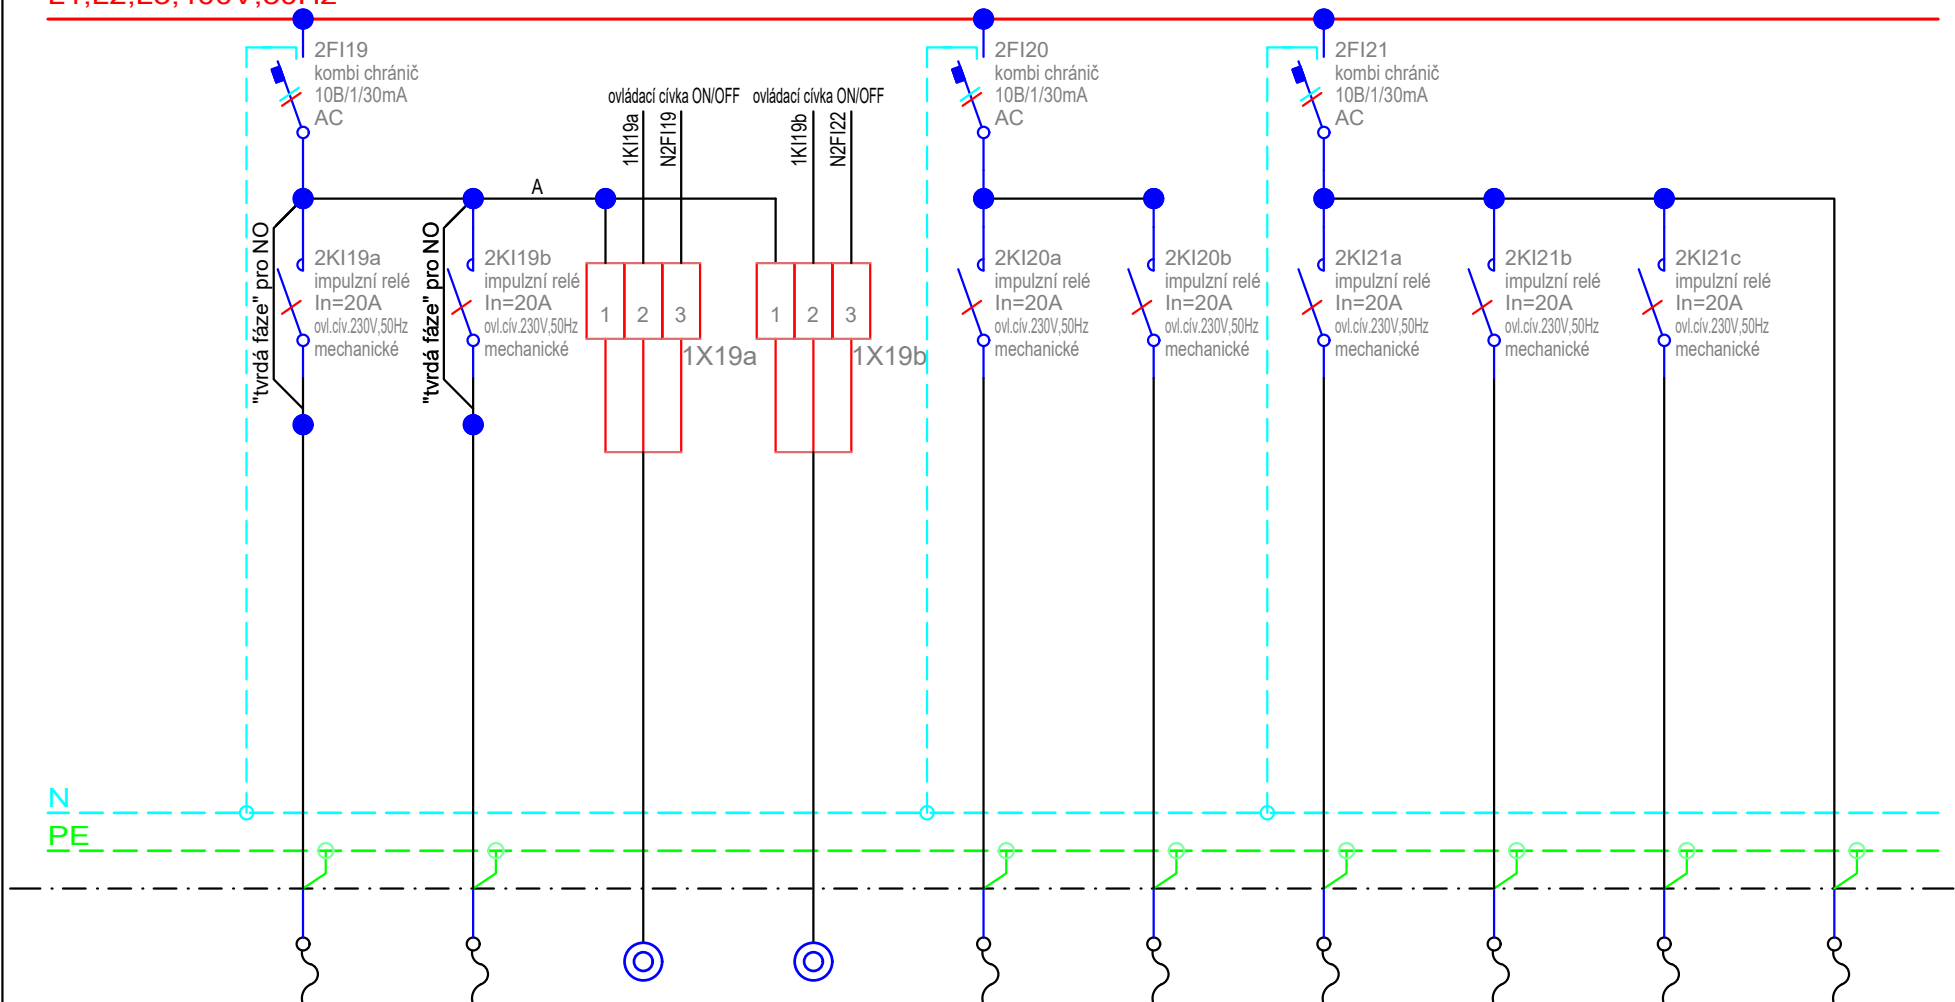 2FI19
kombi chránič
10B/1/30mA
AC
ovládací cívka ON/OFF
ovládací cívka ON/OFF
1KI19a
N2FI19
1KI19b
N2FI22
2FI20
kombi chránič
10B/1/30mA
AC
2FI21
kombi chránič
10B/1/30mA
AC
A
"tvrdá fáze" pro NO
2KI19a
impulzní relé
In=20A
ovl.cív.230V,50Hz
mechanické
"tvrdá fáze" pro NO
2KI19b
impulzní relé
In=20A
ovl.cív.230V,50Hz
mechanické
1 2 3
1X19a
1 2 3
1X19b
2KI20a
impulzní relé
In=20A
ovl.cív.230V,50Hz
mechanické
2KI20b
impulzní relé
In=20A
ovl.cív.230V,50Hz
mechanické
2KI21a
impulzní relé
In=20A
ovl.cív.230V,50Hz
mechanické
2KI21b
impulzní relé
In=20A
ovl.cív.230V,50Hz
mechanické
2KI21c
impulzní relé
In=20A
ovl.cív.230V,50Hz
mechanické
N
PE